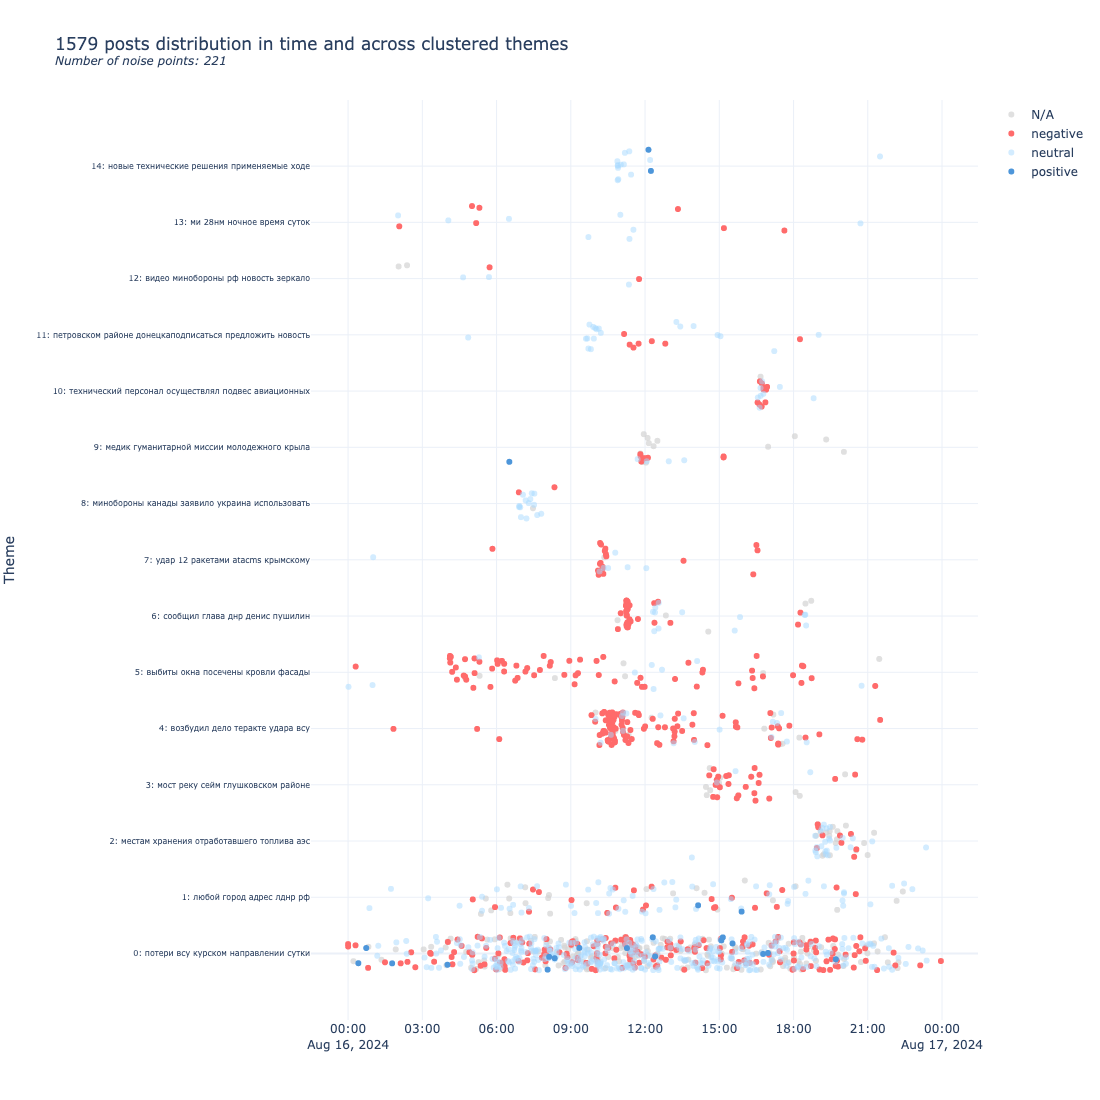 1579 posts distribution in time and across clustered themes
Number of noise points: 221
N/A
negative
neutral
positive
Theme
14: новые технические решения применяемые ходе
13: ми 28нм ночное время суток
12: видео минобороны рф новость зеркало
11: петровском районе донецкаподписаться предложить новость
10: технический персонал осуществлял подвес авиационных
9: медик гуманитарной миссии молодежного крыла
8: минобороны канады заявило украина использовать
7: удар 12 ракетами atacms крымскому
6: сообщил глава днр денис пушилин
5: выбиты окна посечены кровли фасады
4: возбудил дело теракте удара всу
3: мост реку сейм глушковском районе
2: местам хранения отработавшего топлива аэс
1: любой город адрес лднр рф
0: потери всу курском направлении сутки
00:00 03:00 06:00 09:00 12:00 15:00 18:00 21:00 00:00
Aug 16, 2024 Aug 17, 2024